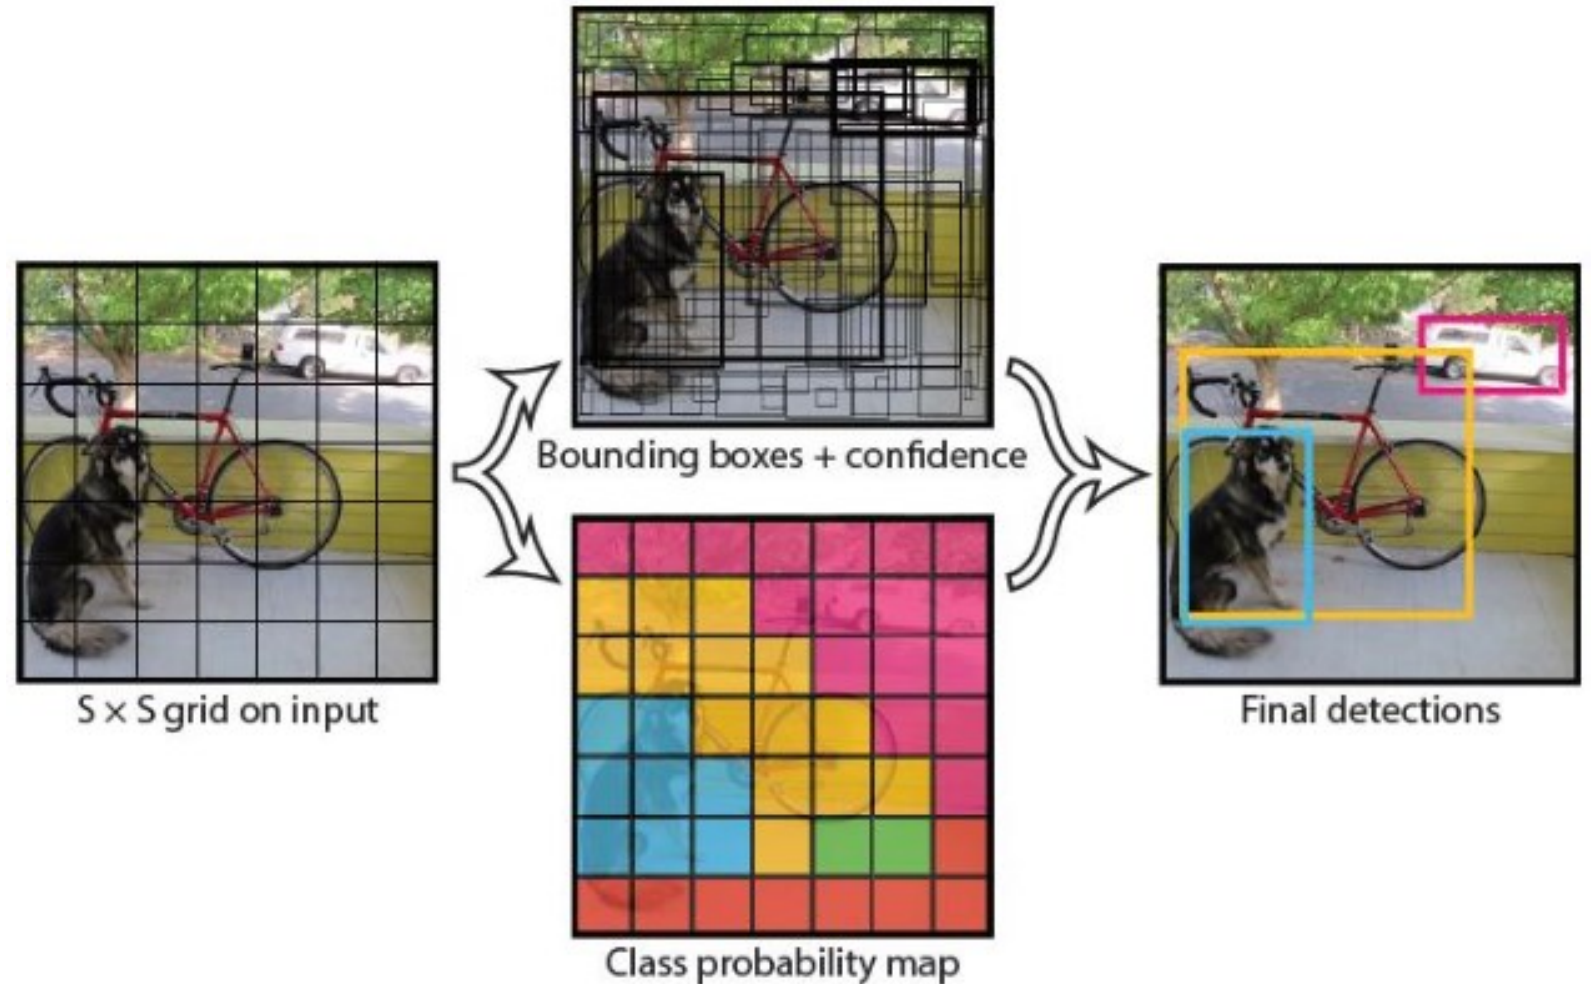 Bounding boxes + confidence
S × S grid on input
Final detections
Class probability map